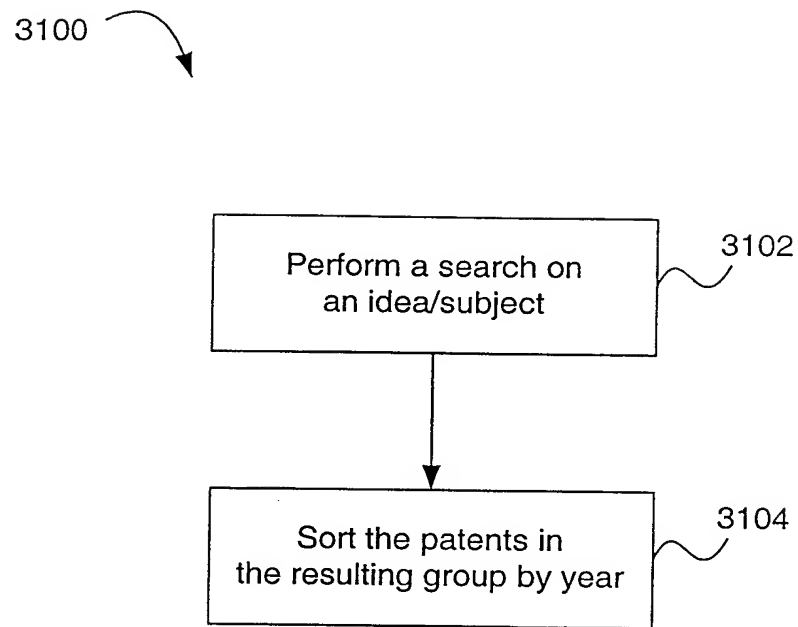 3100
Perform a search on
an idea/subject
3102
Sort the patents in
the resulting group by year
3104